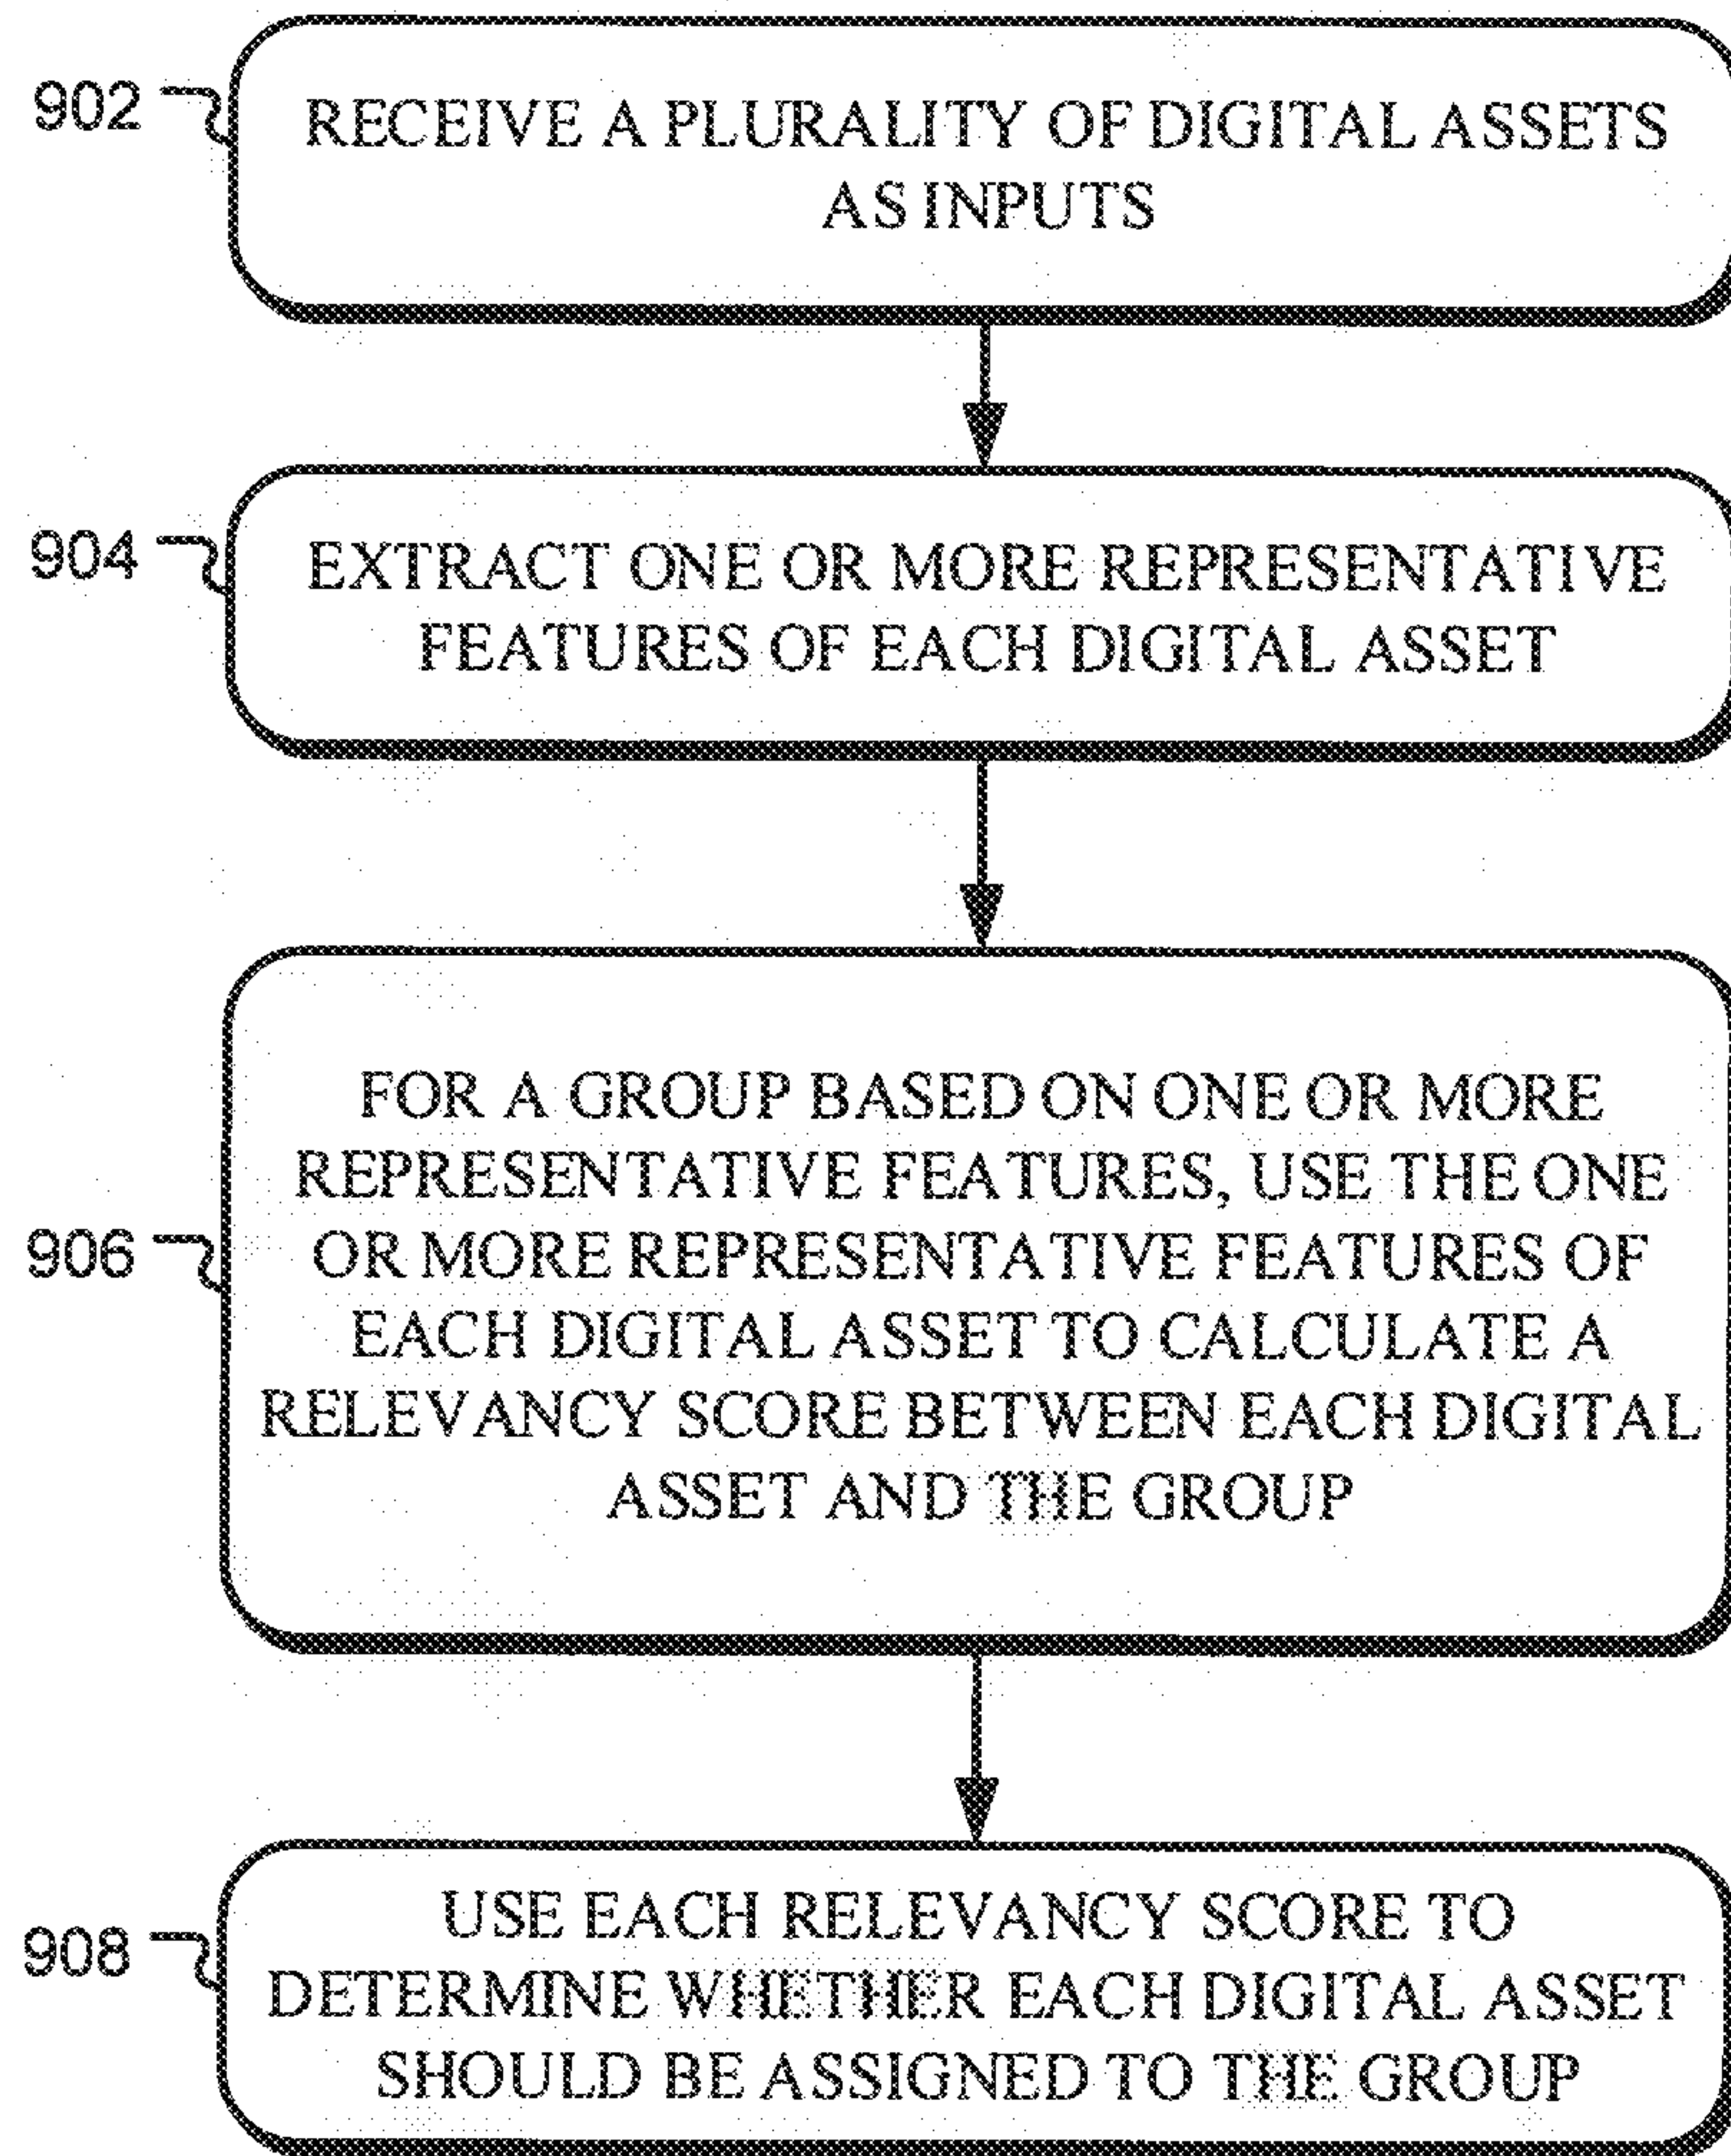 902
RECEIVE A PLURALITY OF DIGITAL ASSETS
AS INPUTS
904
EXTRACT ONE OR MORE REPRESENTATIVE
FEATURES OF EACH DIGITAL ASSET
906
FOR A GROUP BASED ON ONE OR MORE
REPRESENTATIVE FEATURES, USE THE ONE
OR MORE REPRESENTATIVE FEATURES OF
EACH DIGITAL ASSET TO CALCULATE A
RELEVANCY SCORE BETWEEN EACH DIGITAL
ASSET AND THE GROUP
908
USE EACH RELEVANCY SCORE TO
DETERMINE WHETHER EACH DIGITAL ASSET
SHOULD BE ASSIGNED TO THE GROUP